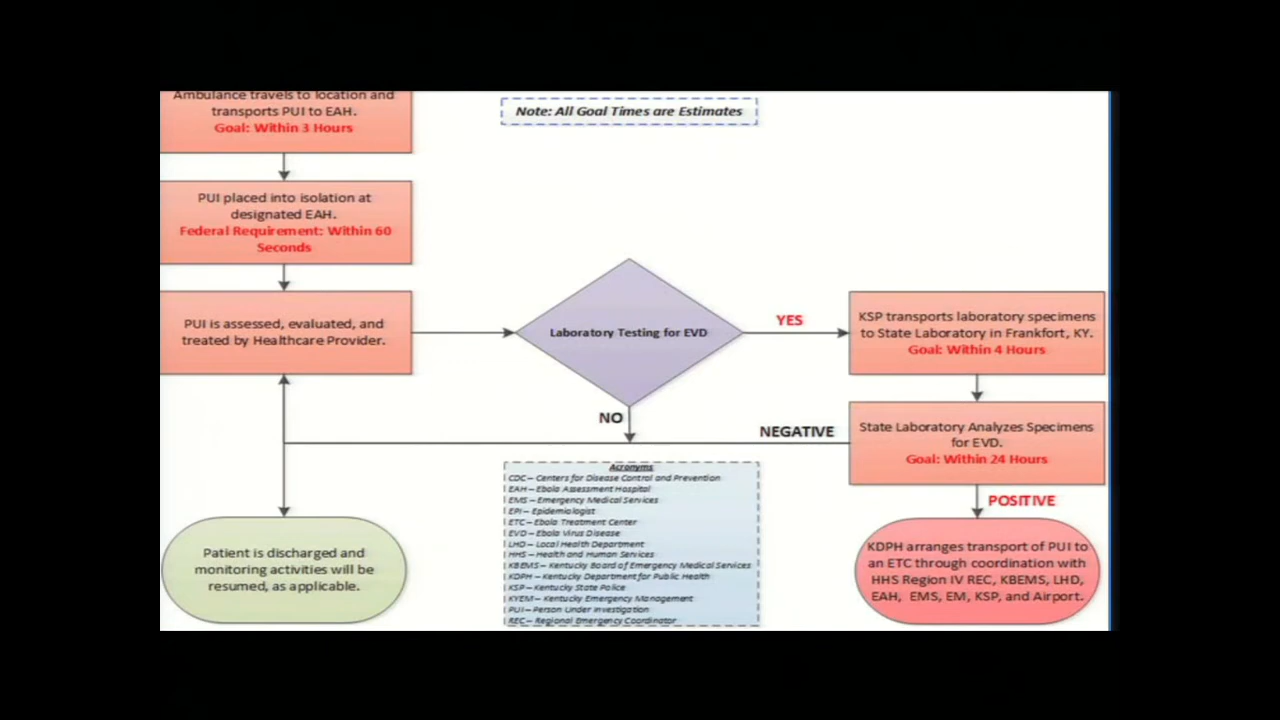 Ambulance travels to location and
transports PUI to EAH.
Goal: Within 3 Hours
Note: All Goal Times are Estimates
PUI placed into isolation at
designated EAH.
Federal Requirement: Within 60
Seconds
PUI is assessed, evaluated, and
treated by Healthcare Provider.
Laboratory Testing for EVD
YES
KSP transports laboratory specimens
to State Laboratory in Frankfort, KY.
Goal: Within 4 Hours
NO
NEGATIVE
State Laboratory Analyzes Specimens
for EVD.
Goal: Within 24 Hours
POSITIVE
Acronyms
CDC – Centers for Disease Control and Prevention
EAH – Ebola Assessment Hospital
EMS – Emergency Medical Services
EPI – Epidemiologist
ETC – Ebola Treatment Center
EVD – Ebola Virus Disease
LHD – Local Health Department
HHS – Health and Human Services
KBEMS – Kentucky Board of Emergency Medical Services
KDPH – Kentucky Department for Public Health
KSP – Kentucky State Police
KYEM – Kentucky Emergency Management
PUI – Person Under Investigation
REC – Regional Emergency Coordinator
Patient is discharged and
monitoring activities will be
resumed, as applicable.
KDPH arranges transport of PUI to
an ETC through coordination with
HHS Region IV REC, KBEMS, LHD,
EAH, EMS, EM, KSP, and Airport.